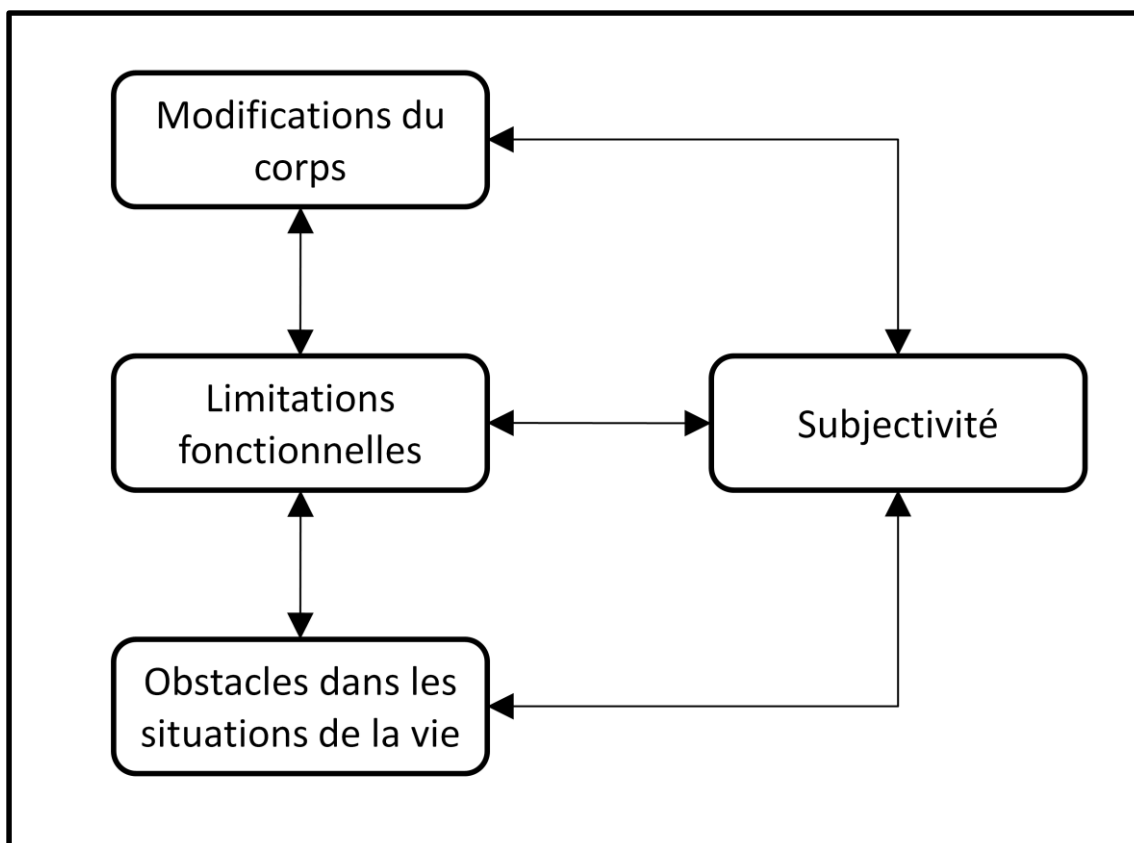 Modifications du
corps
Limitations
fonctionnelles
Subjectivité
Obstacles dans les
situations de la vie